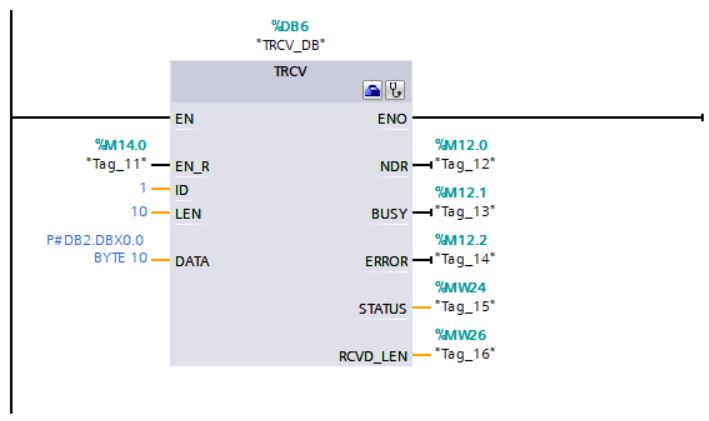 %DB6
"TRCV_DB"
TRCV
EN
ENO
%M14.0
"Tag_11"
EN_R
1
ID
10
LEN
P#DB2.DBX0.0
BYTE 10
DATA
%M12.0
NDR
"Tag_12"
%M12.1
BUSY
"Tag_13"
%M12.2
ERROR
"Tag_14"
%MW24
STATUS
"Tag_15"
%MW26
RCVD_LEN
"Tag_16"